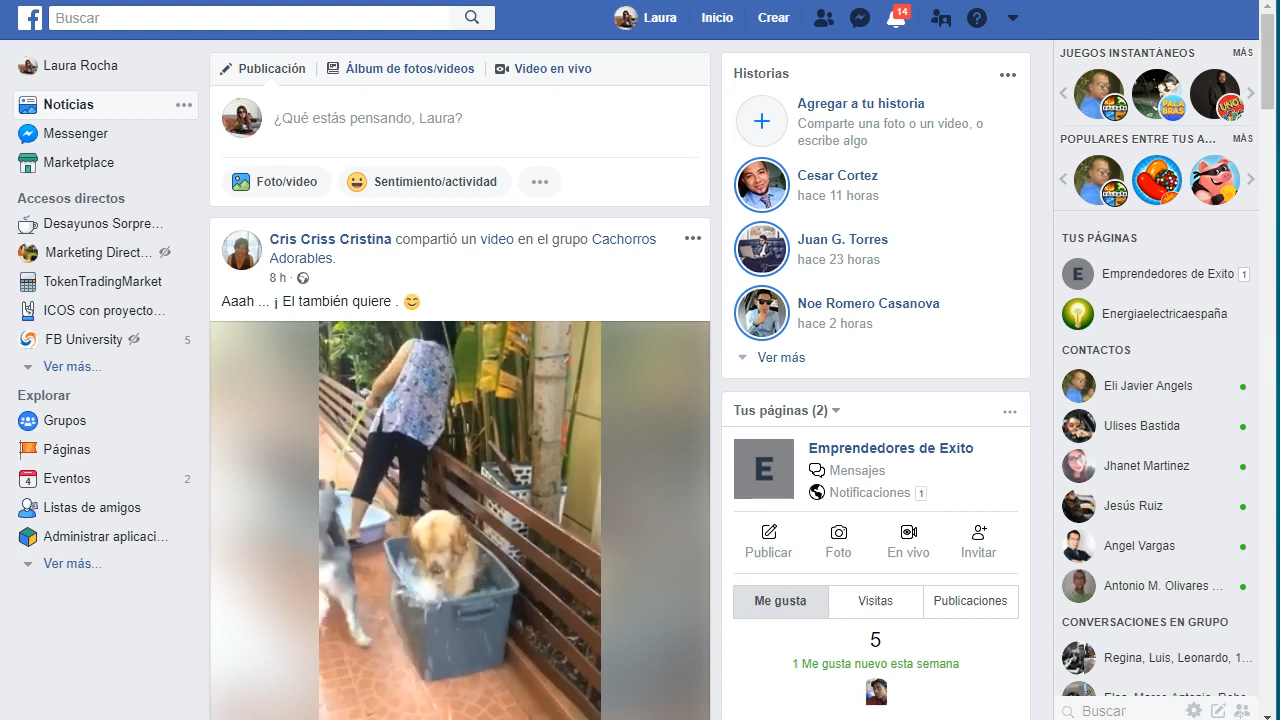 Buscar
Laura
Inicio
Crear
14
Laura Rocha
Noticias
Messenger
Marketplace
Accesos directos
Desayunos Sorpre...
Marketing Direct...
TokenTradingMarket
ICOS con proyecto...
FB University
5
Ver más...
Explorar
Grupos
Páginas
4
Eventos
2
Listas de amigos
Administrar aplicaci...
Ver más...
Publicación
Álbum de fotos/videos
Video en vivo
¿Qué estás pensando, Laura?
Foto/video
Sentimiento/actividad
Cris Criss Cristina compartió un video en el grupo Cachorros
Adorables.
8 h ·
Aaah ... ¡ El también quiere .
Historias
Agregar a tu historia
Comparte una foto o un video, o
escribe algo
Cesar Cortez
hace 11 horas
Juan G. Torres
hace 23 horas
Noe Romero Casanova
hace 2 horas
Ver más
Tus páginas (2)
E
Emprendedores de Exito
Mensajes
Notificaciones 1
Publicar
Foto
En vivo
Invitar
Me gusta
Visitas
Publicaciones
5
1 Me gusta nuevo esta semana
JUEGOS INSTANTÁNEOS
MÁS
PALA
BRAS
UNO
POPULARES ENTRE TUS A...
MÁS
TUS PÁGINAS
E
Emprendedores de Exito 1
Energiaelectricaespaña
CONTACTOS
Eli Javier Angels
Ulises Bastida
Jhanet Martinez
Jesús Ruiz
Angel Vargas
Antonio M. Olivares ...
CONVERSACIONES EN GRUPO
Regina, Luis, Leonardo, 1...
Buscar